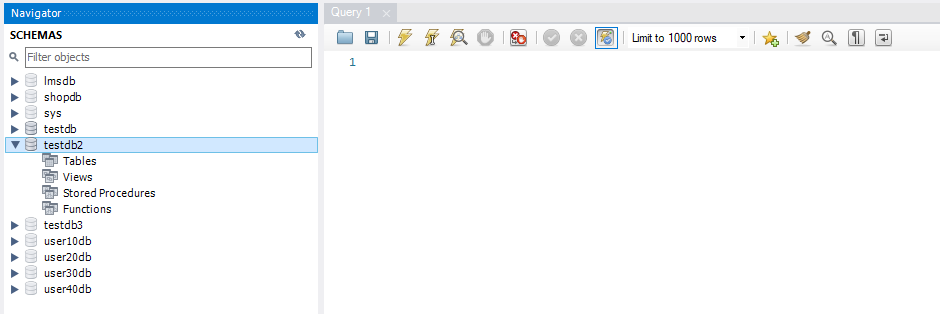 Navigator
SCHEMAS
Filter objects
lmsdb
shopdb
sys
testdb
testdb2
Tables
Views
Stored Procedures
Functions
testdb3
user10db
user20db
user30db
user40db
Query 1
Limit to 1000 rows
1